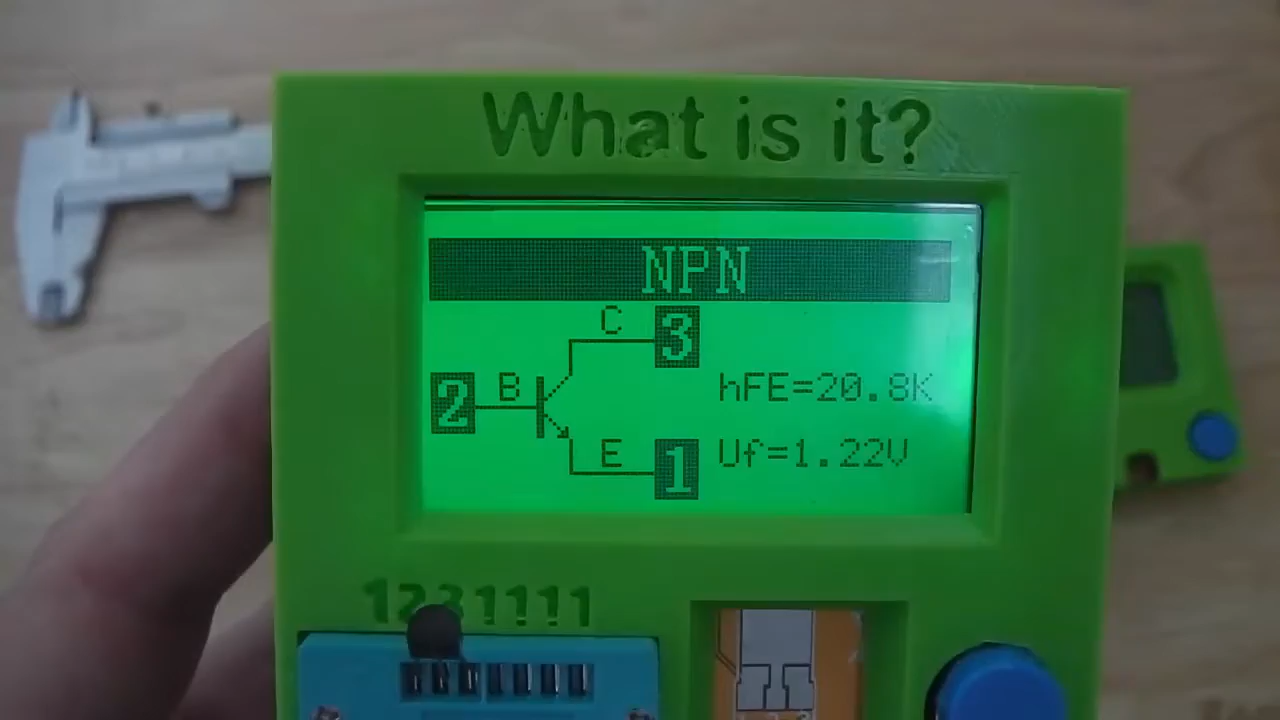 What is it?
NPN
C 3
2 B hFE=20.8K
E 1 Uf=1.22V
1231111